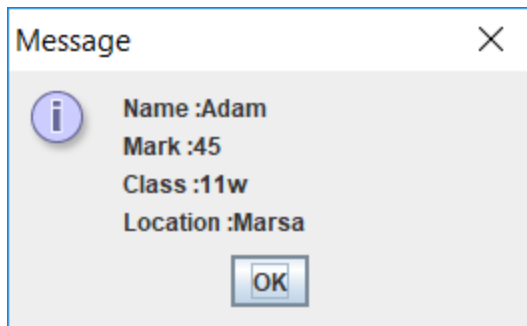 Message
Name :Adam
Mark :45
Class :11w
Location :Marsa
OK